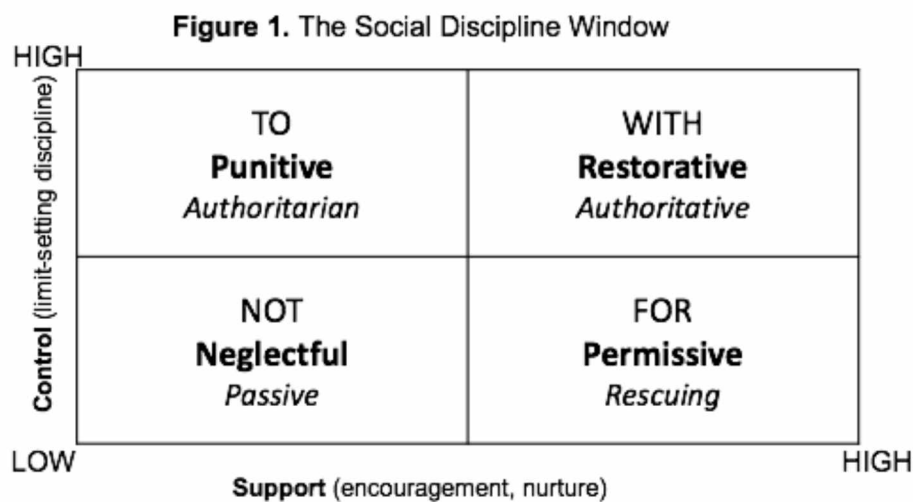 Figure 1. The Social Discipline Window
HIGH
Control (limit-setting discipline)
TO
Punitive
Authoritarian
WITH
Restorative
Authoritative
NOT
Neglectful
Passive
FOR
Permissive
Rescuing
LOW
HIGH
Support (encouragement, nurture)